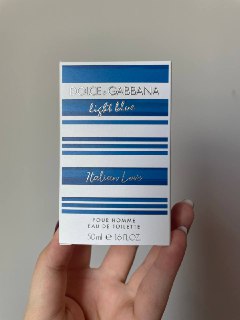 DOLCE & GABBANA
light blue
Italian Love
POUR HOMME
EAU DE TOILETTE
50ml ℮ 1.6 FL.OZ.